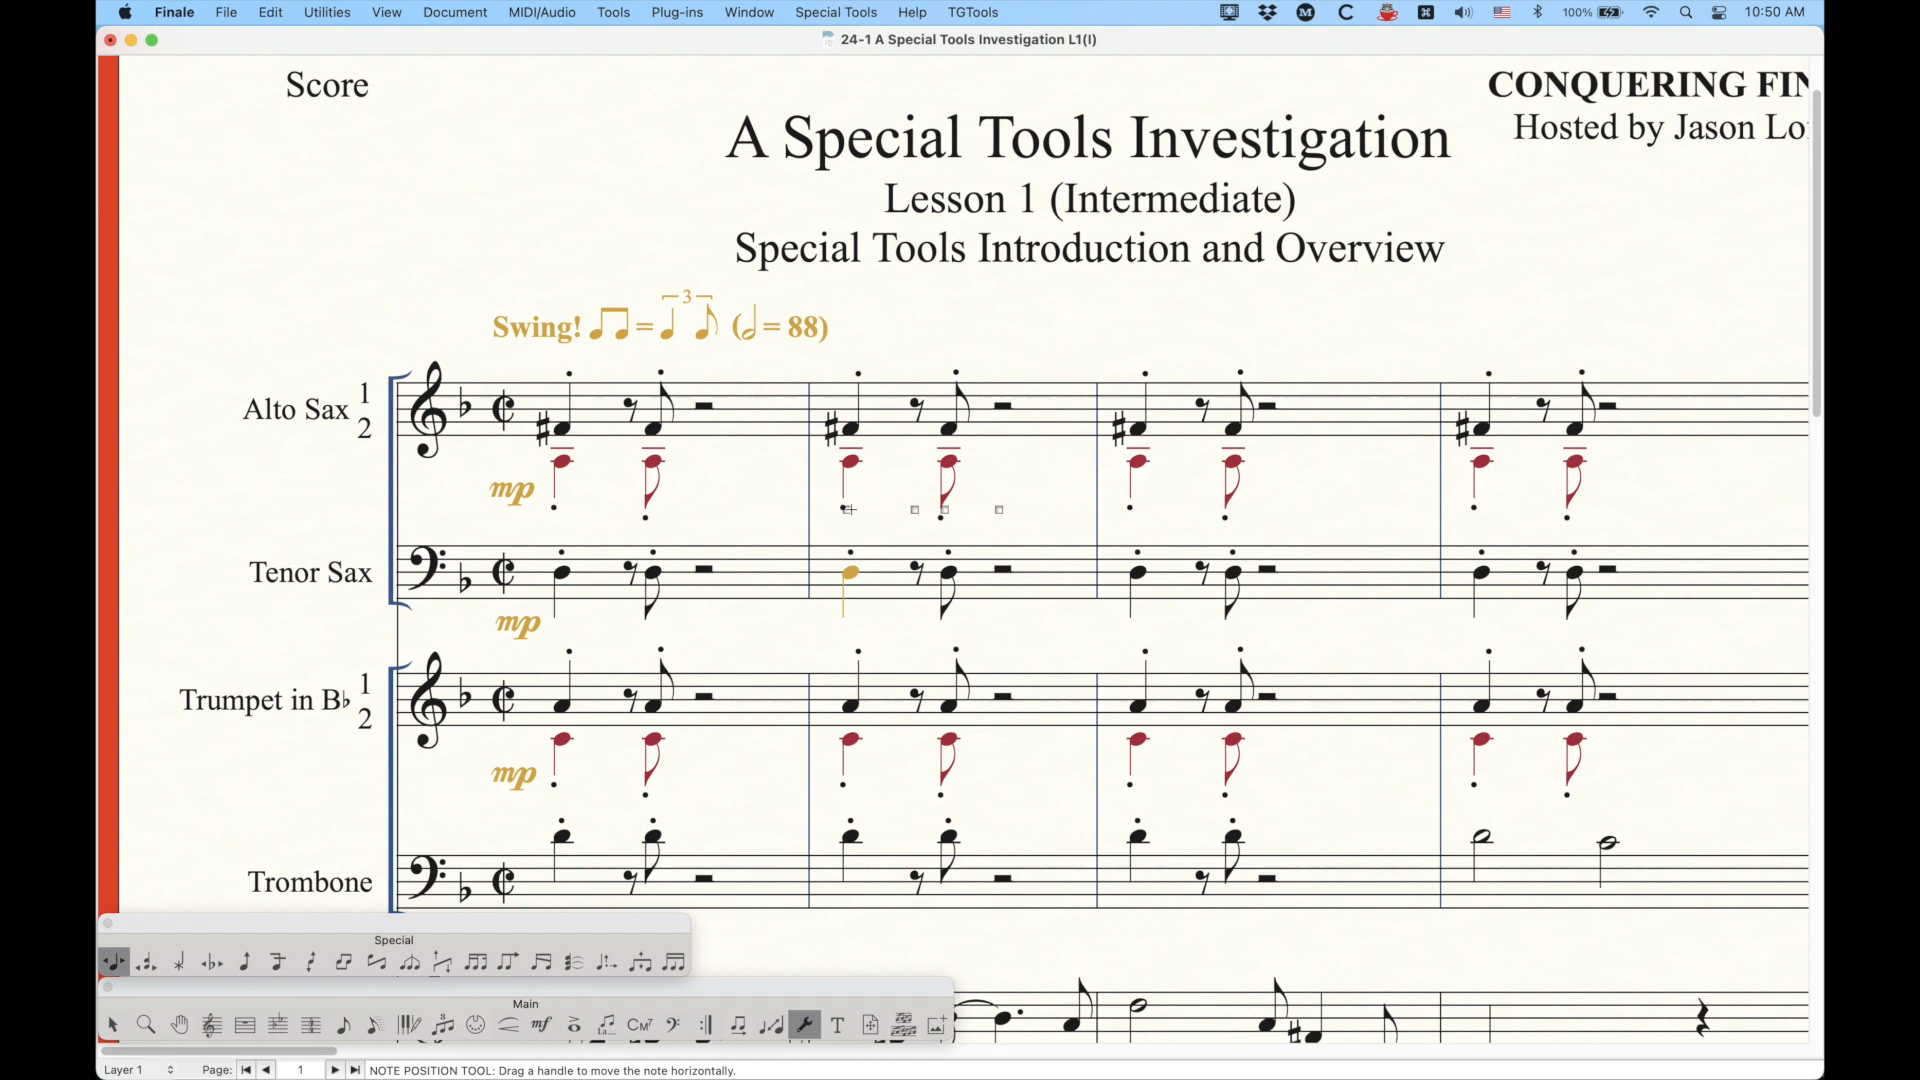 Finale File Edit Utilities View Document MIDI/Audio Tools Plug-ins Window Special Tools Help TGTools 100% 10:50 AM
24-1 A Special Tools Investigation L1(I)
Score
CONQUERING FIN
Hosted by Jason Lo
A Special Tools Investigation
Lesson 1 (Intermediate)
Special Tools Introduction and Overview
Swing! = 3 ( = 88)
Alto Sax 1 2
mp
Tenor Sax
mp
Trumpet in B♭ 1 2
mp
Trombone
Special
Main
mf CM7 T
Layer 1 Page: 1 NOTE POSITION TOOL: Drag a handle to move the note horizontally.